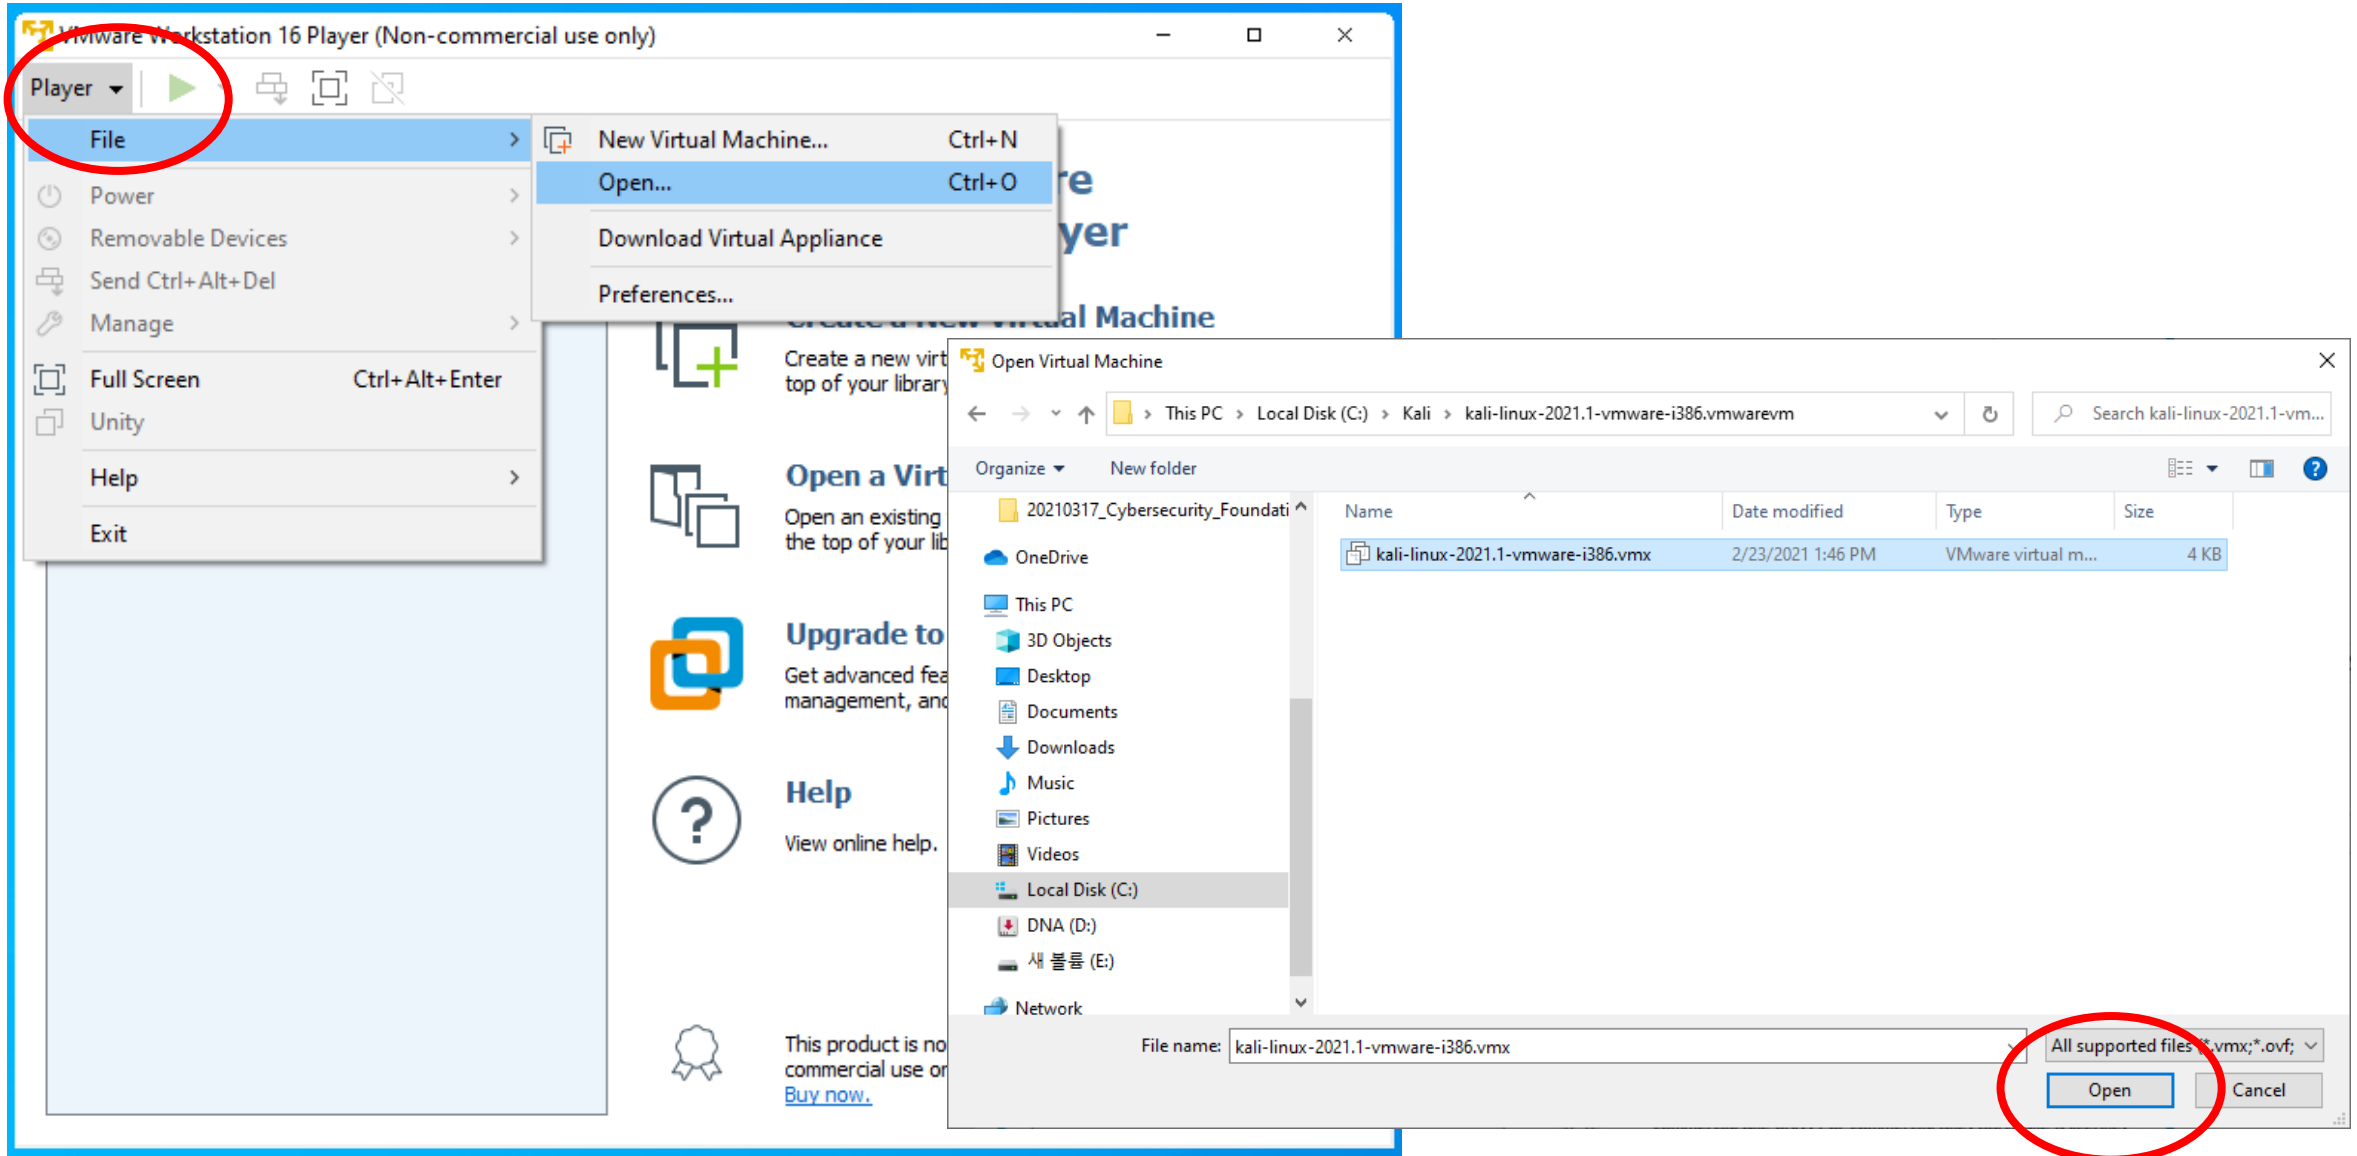 VMware Workstation 16 Player (Non-commercial use only)
Player
File
Power
Removable Devices
Send Ctrl+Alt+Del
Manage
Full Screen Ctrl+Alt+Enter
Unity
Help
Exit
New Virtual Machine... Ctrl+N
Open... Ctrl+O
Download Virtual Appliance
Preferences...
re
yer
Create a New Virtual Machine
Create a new virt
top of your library
Open a Virt
Open an existing
the top of your lib
Upgrade to
Get advanced fea
management, and
Help
View online help.
This product is no
commercial use or
Buy now.
Open Virtual Machine
This PC > Local Disk (C:) > Kali > kali-linux-2021.1-vmware-i386.vmwarevm
Search kali-linux-2021.1-vm...
Organize New folder
20210317_Cybersecurity_Foundati
OneDrive
This PC
3D Objects
Desktop
Documents
Downloads
Music
Pictures
Videos
Local Disk (C:)
DNA (D:)
새 볼륨 (E:)
Network
Name Date modified Type Size
kali-linux-2021.1-vmware-i386.vmx 2/23/2021 1:46 PM VMware virtual m... 4 KB
File name: kali-linux-2021.1-vmware-i386.vmx
All supported files (*.vmx;*.ovf;
Open Cancel